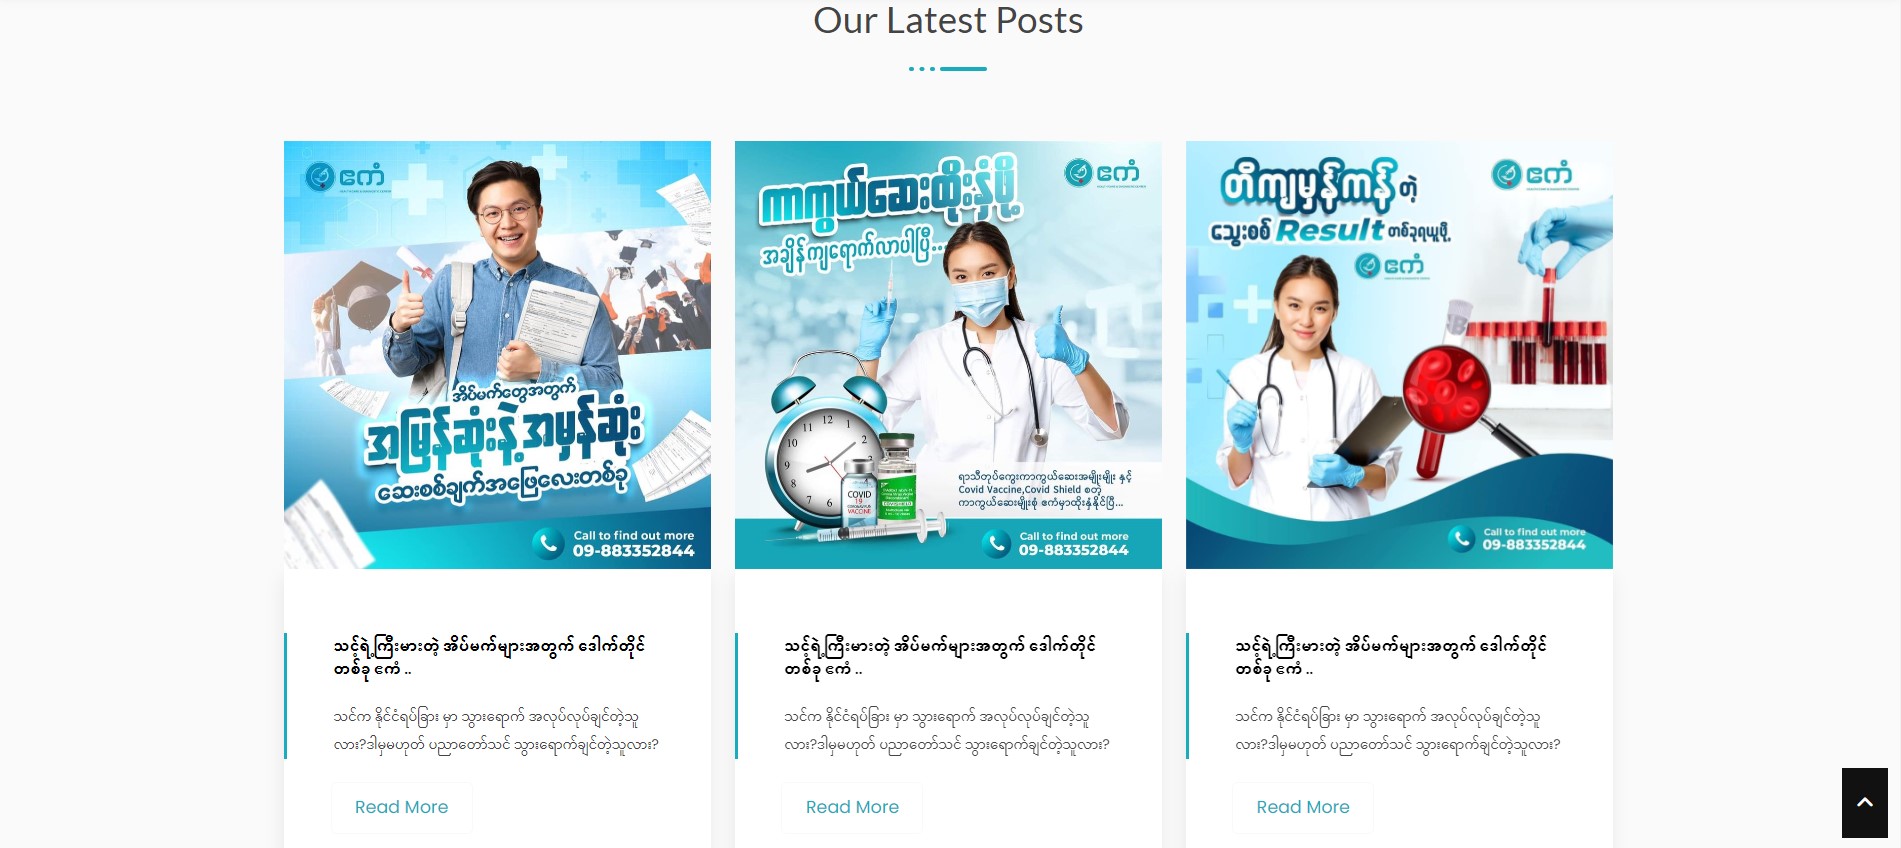 Our Latest Posts
ဧကံ
အိပ်မက်တွေအတွက်
အမြန်ဆုံးနဲ့ အမှန်ဆုံး
ဆေးစစ်ချက်အဖြေလေးတစ်ခု
Call to find out more
09-883352844
သင့်ရဲ့ကြီးမားတဲ့ အိပ်မက်များအတွက် ဒေါက်တိုင်
တစ်ခု ဧကံ ..
သင်က နိုင်ငံရပ်ခြား မှာ သွားရောက် အလုပ်လုပ်ချင်တဲ့သူ
လား?ဒါမှမဟုတ် ပညာတော်သင် သွားရောက်ချင်တဲ့သူလား?
Read More
ဧကံ
ကာကွယ်ဆေးထိုးနှံဖို့
အချိန်ကျရောက်လာပါပြီ...
12
1
2
11
10
9
8
7
6
COVID
19
CORONAVIRUS
VACCINE
COVISHIELD
ရာသီတုပ်ကွေးကာကွယ်ဆေးအမျိုးမျိုး နှင့်
Covid Vaccine,Covid Shield စတဲ့
ကာကွယ်ဆေးမျိုးစုံ ဧကံမှာထိုးနှံနိုင်ပြီ...
Call to find out more
09-883352844
သင့်ရဲ့ကြီးမားတဲ့ အိပ်မက်များအတွက် ဒေါက်တိုင်
တစ်ခု ဧကံ ..
သင်က နိုင်ငံရပ်ခြား မှာ သွားရောက် အလုပ်လုပ်ချင်တဲ့သူ
လား?ဒါမှမဟုတ် ပညာတော်သင် သွားရောက်ချင်တဲ့သူလား?
Read More
ဧကံ
တိကျမှန်ကန်တဲ့
သွေးစစ် Result တစ်ခုရယူဖို့
ဧကံ
Call to find out more
09-883352844
သင့်ရဲ့ကြီးမားတဲ့ အိပ်မက်များအတွက် ဒေါက်တိုင်
တစ်ခု ဧကံ ..
သင်က နိုင်ငံရပ်ခြား မှာ သွားရောက် အလုပ်လုပ်ချင်တဲ့သူ
လား?ဒါမှမဟုတ် ပညာတော်သင် သွားရောက်ချင်တဲ့သူလား?
Read More